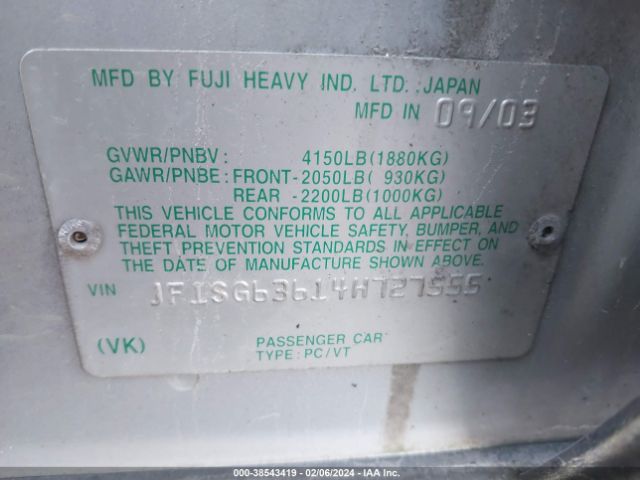 MFD BY FUJI HEAVY IND. LTD.:JAPAN
MFD IN 09/03
GVWR/PNBV: 4150LB(1880KG)
GAWR/PNBE: FRONT-2050LB( 930KG)
REAR -2200LB(1000KG)
THIS VEHICLE CONFORMS TO ALL APPLICABLE
FEDERAL MOTOR VEHICLE SAFETY, BUMPER, AND
THEFT PREVENTION STANDARDS IN EFFECT ON
THE DATE OF MANUFACTURE SHOWN ABOVE.
VIN JF1SG63614H727555
(VK) PASSENGER CAR
TYPE: PC/VT
000-38543419 - 02/06/2024 - IAA Inc.